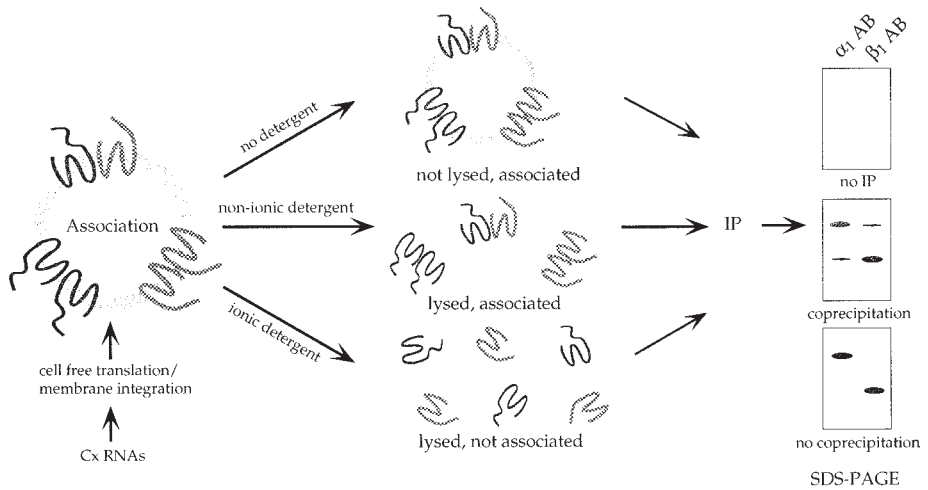 α1 AB
β1 AB
no detergent
not lysed, associated
no IP
Association
non-ionic detergent
IP
lysed, associated
coprecipitation
ionic detergent
cell free translation/
membrane integration
lysed, not associated
no coprecipitation
Cx RNAs
SDS-PAGE